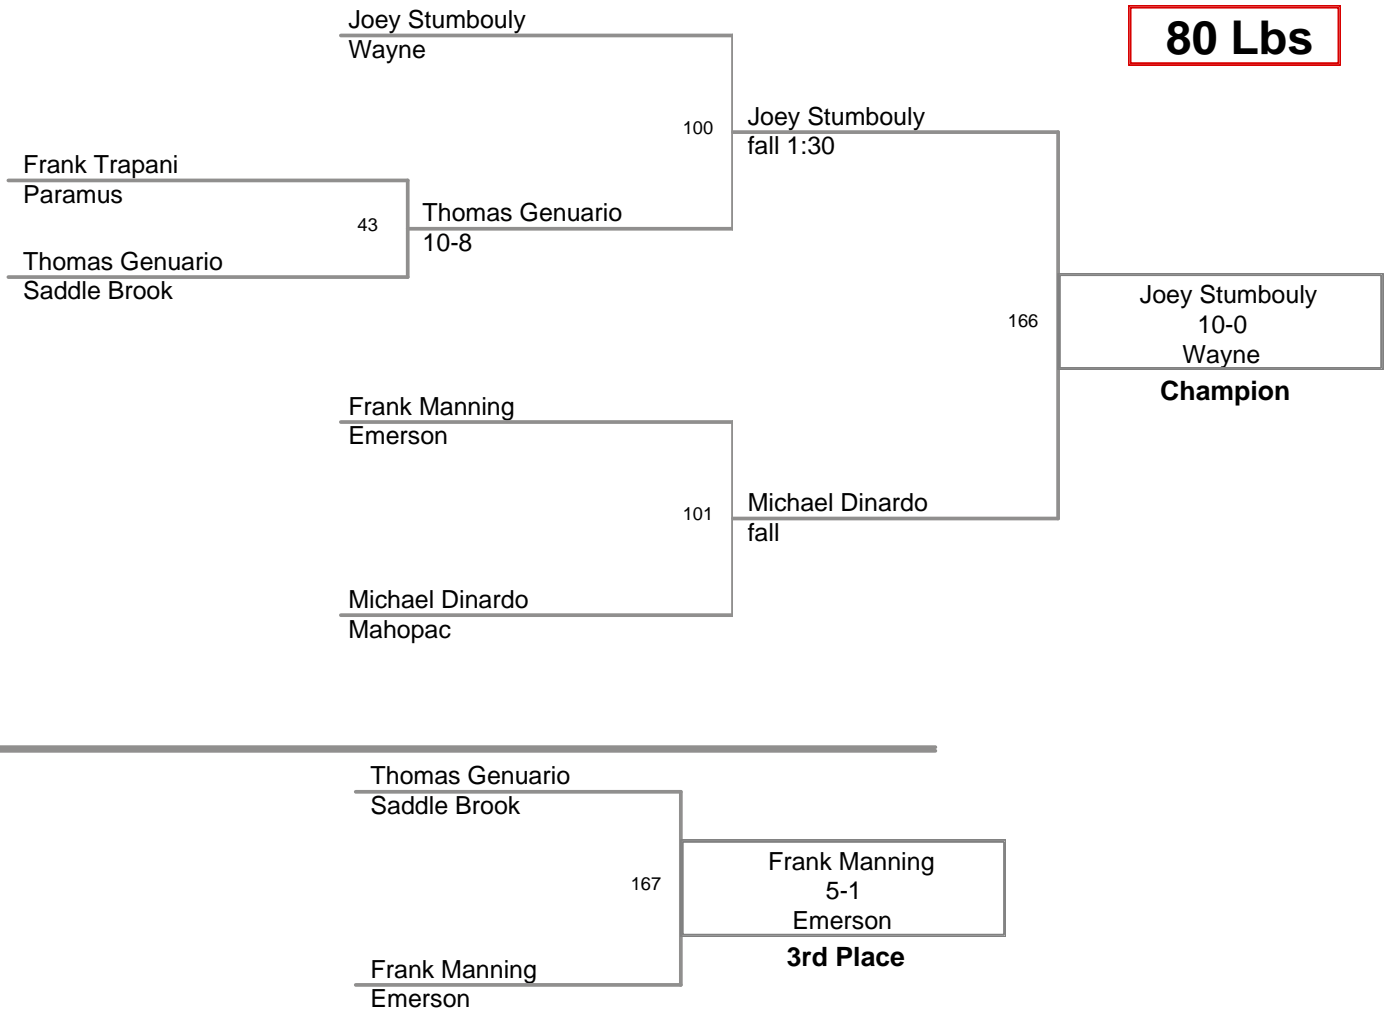 Joey Stumbouly
Wayne
80 Lbs
100
Joey Stumbouly
fall 1:30
Frank Trapani
Paramus
43
Thomas Genuario
10-8
Thomas Genuario
Saddle Brook
166
Joey Stumbouly
10-0
Wayne
Champion
Frank Manning
Emerson
101
Michael Dinardo
fall
Michael Dinardo
Mahopac
Thomas Genuario
Saddle Brook
167
Frank Manning
5-1
Emerson
3rd Place
Frank Manning
Emerson